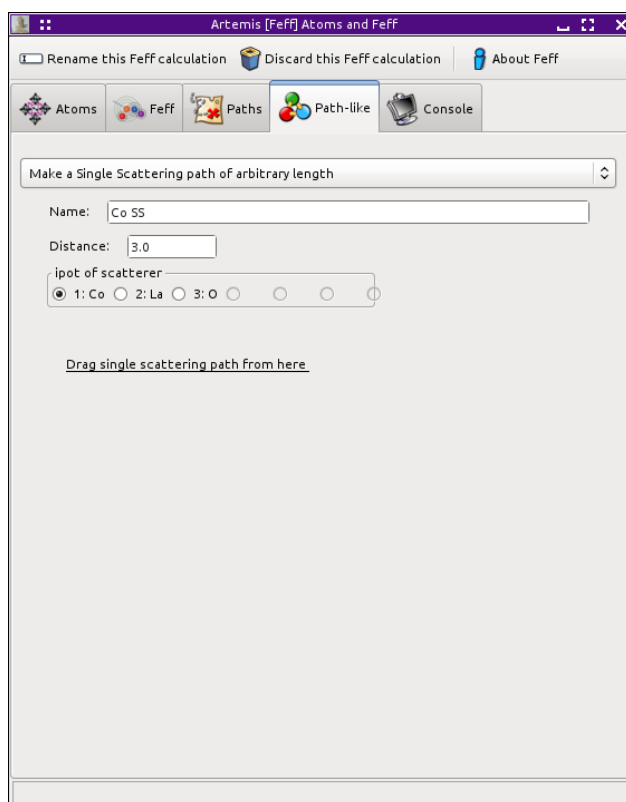 Artemis [Feff] Atoms and Feff
Rename this Feff calculation Discard this Feff calculation About Feff
Atoms Feff Paths Path-like Console
Make a Single Scattering path of arbitrary length
Name: Co SS
Distance: 3.0
ipot of scatterer
1: Co 2: La 3: O
Drag single scattering path from here